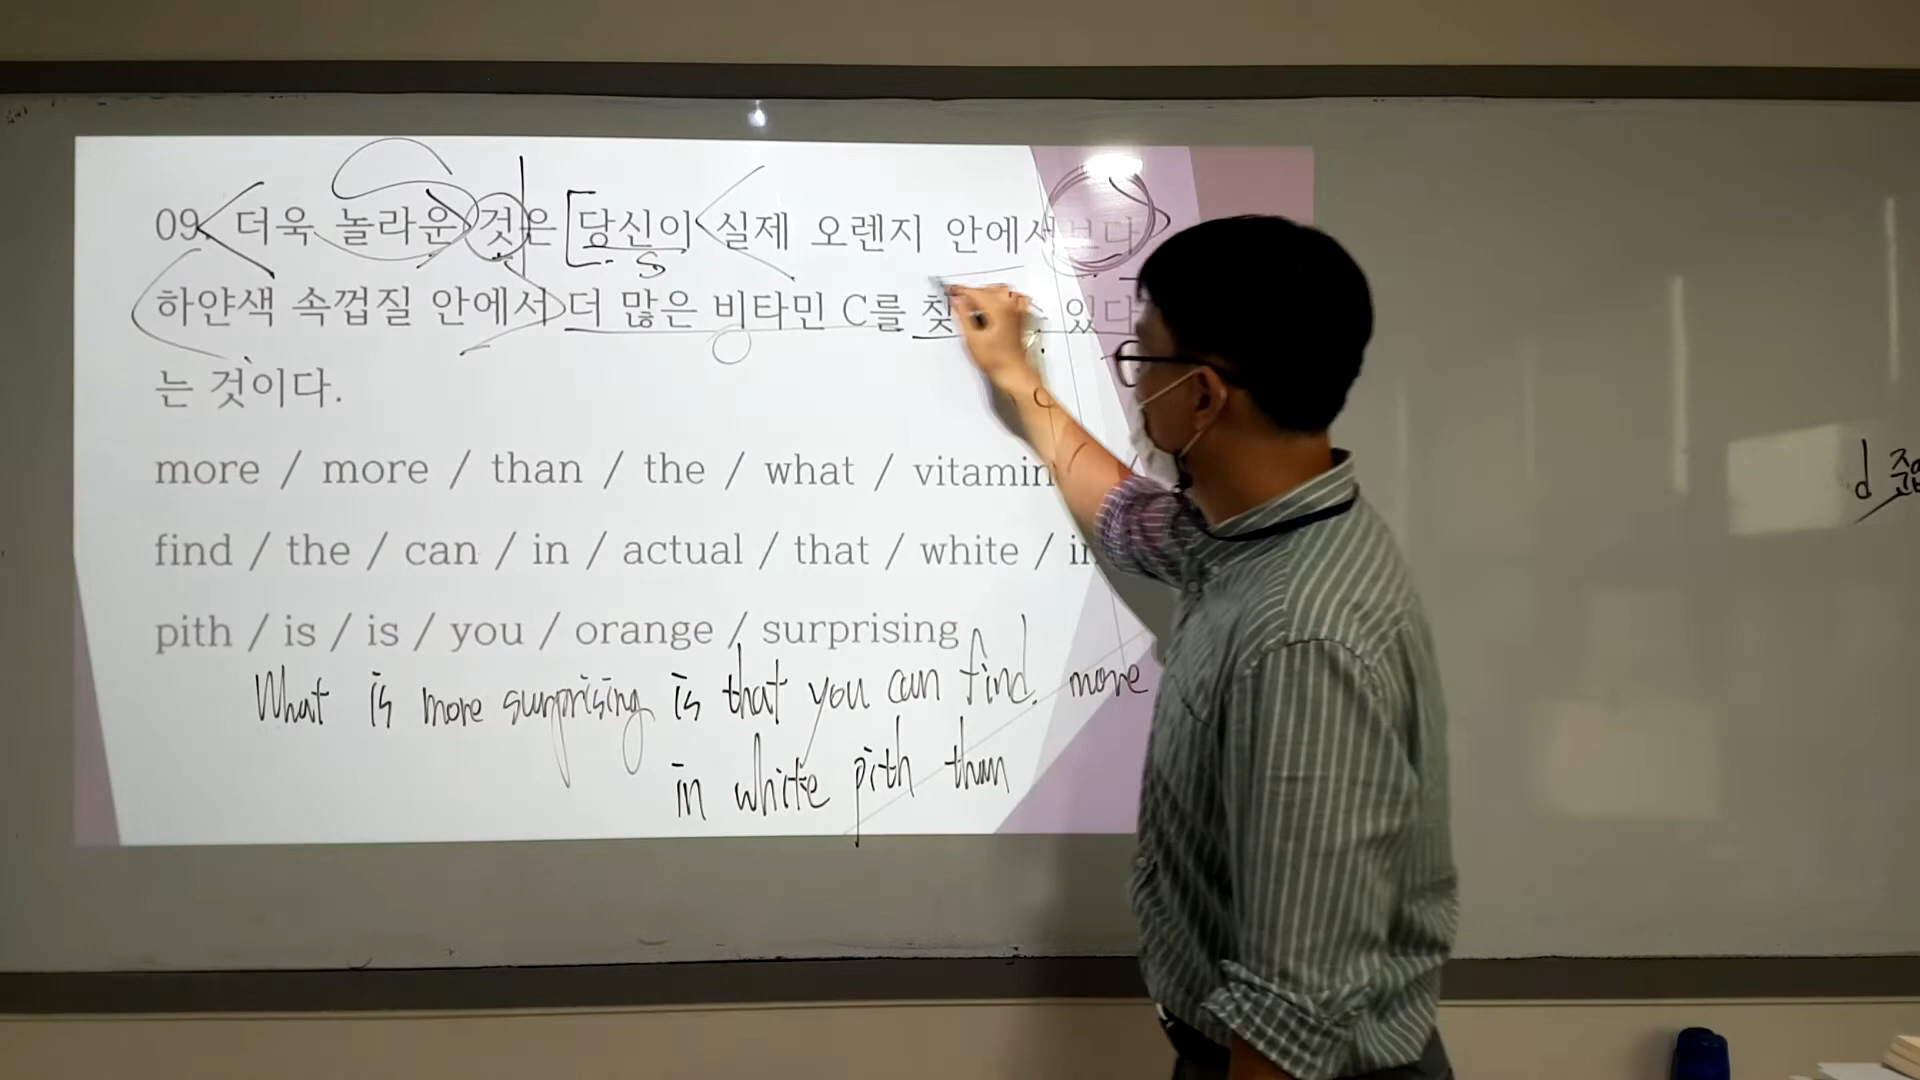 09. 더욱 놀라운 것은 당신이 실제 오렌지 안에서보다
하얀색 속껍질 안에서 더 많은 비타민 C를 찾 수 있다
는 것이다.
more / more / than / the / what / vitamin /
find / the / can / in / actual / that / white / in
pith / is / is / you / orange / surprising
What is more surprising is that you can find more
in white pith than
S
d